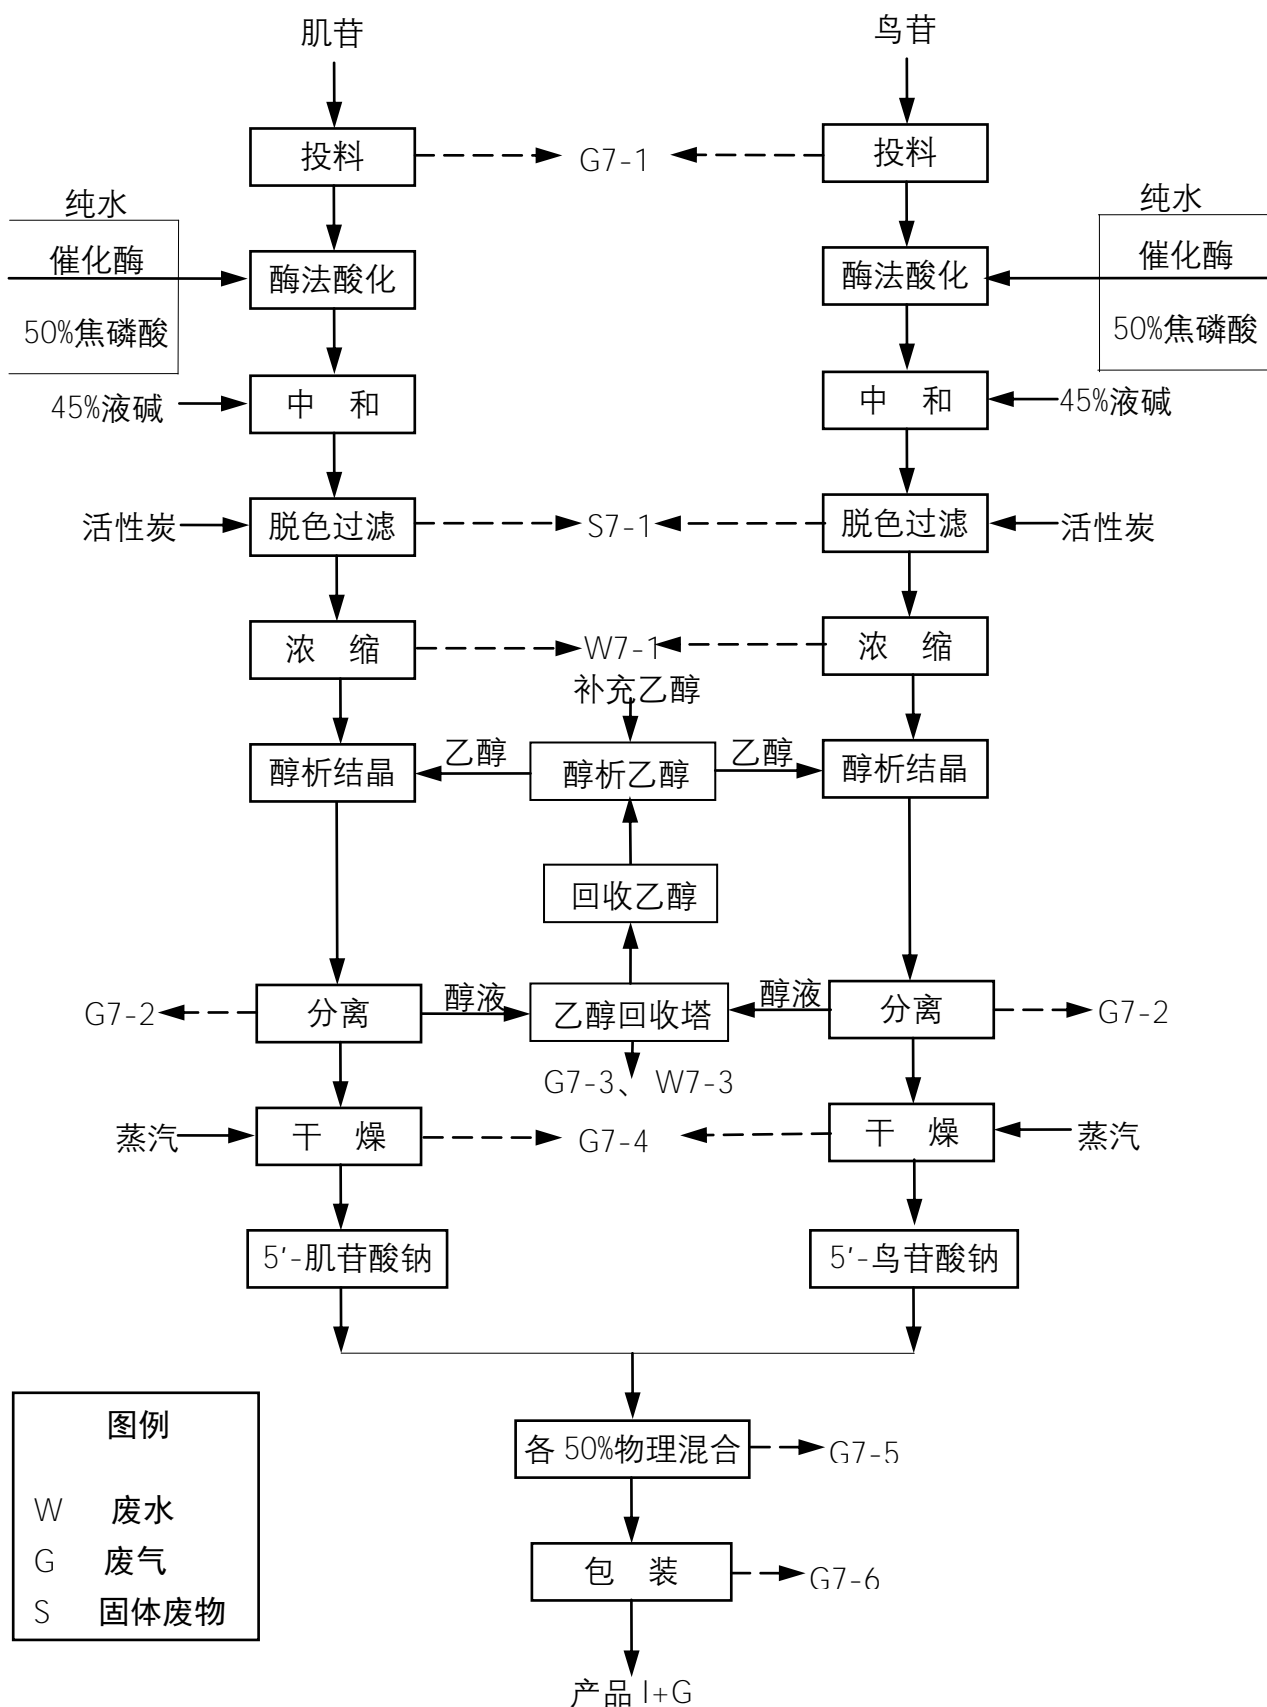 肌苷
鸟苷
投料
G7-1
投料
纯水
纯水
催化酶
酶法酸化
酶法酸化
催化酶
50%焦磷酸
50%焦磷酸
45%液碱
中 和
中 和
45%液碱
活性炭
脱色过滤
S7-1
脱色过滤
活性炭
浓 缩
W7-1
浓 缩
补充乙醇
醇析结晶
乙醇
醇析乙醇
乙醇
醇析结晶
回收乙醇
G7-2
分离
醇液
乙醇回收塔
醇液
分离
G7-2
G7-3、 W7-3
蒸汽
干 燥
G7-4
干 燥
蒸汽
5'-肌苷酸钠
5'-鸟苷酸钠
各50%物理混合
G7-5
包 装
G7-6
产品 I+G
图例
W 废水
G 废气
S 固体废物